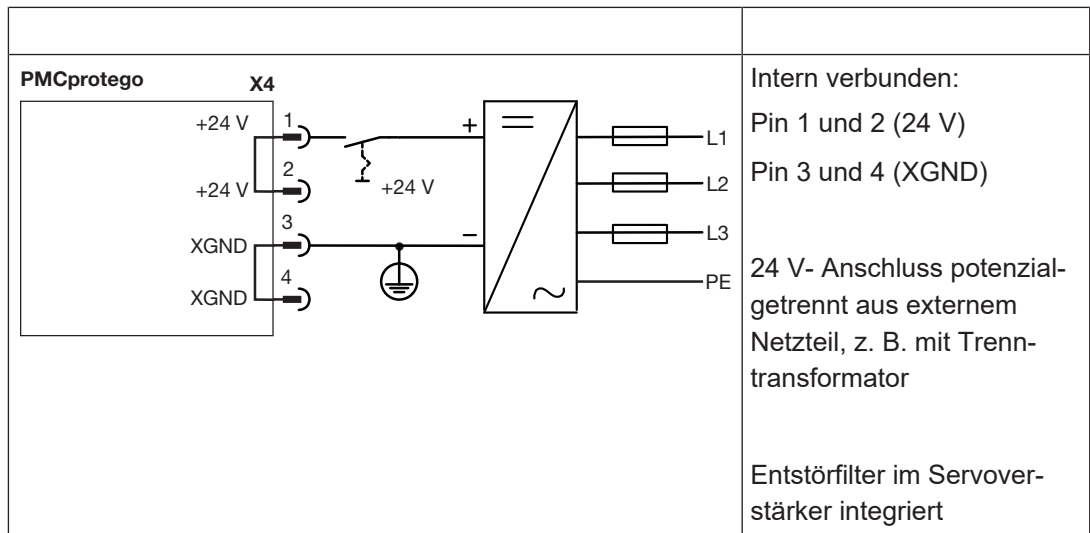 PMCprotego
X4
+24 V 1
+24 V 2
+24 V
XGND 3
XGND 4
+
–
L1
L2
L3
PE
Intern verbunden:
Pin 1 und 2 (24 V)
Pin 3 und 4 (XGND)
24 V- Anschluss potenzial-
getrennt aus externem
Netzteil, z. B. mit Trenn-
transformator
Entstörfilter im Servover-
stärker integriert